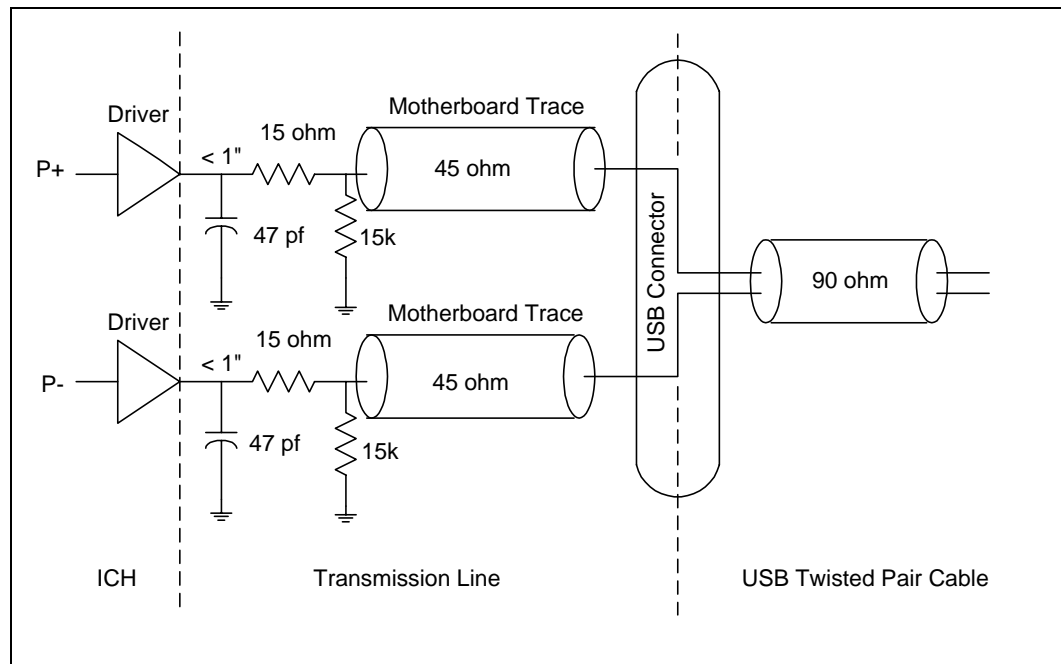 Driver
P+
< 1"
15 ohm
47 pf
15k
Motherboard Trace
45 ohm
Driver
P-
< 1"
15 ohm
47 pf
15k
Motherboard Trace
45 ohm
USB Connector
90 ohm
ICH
Transmission Line
USB Twisted Pair Cable